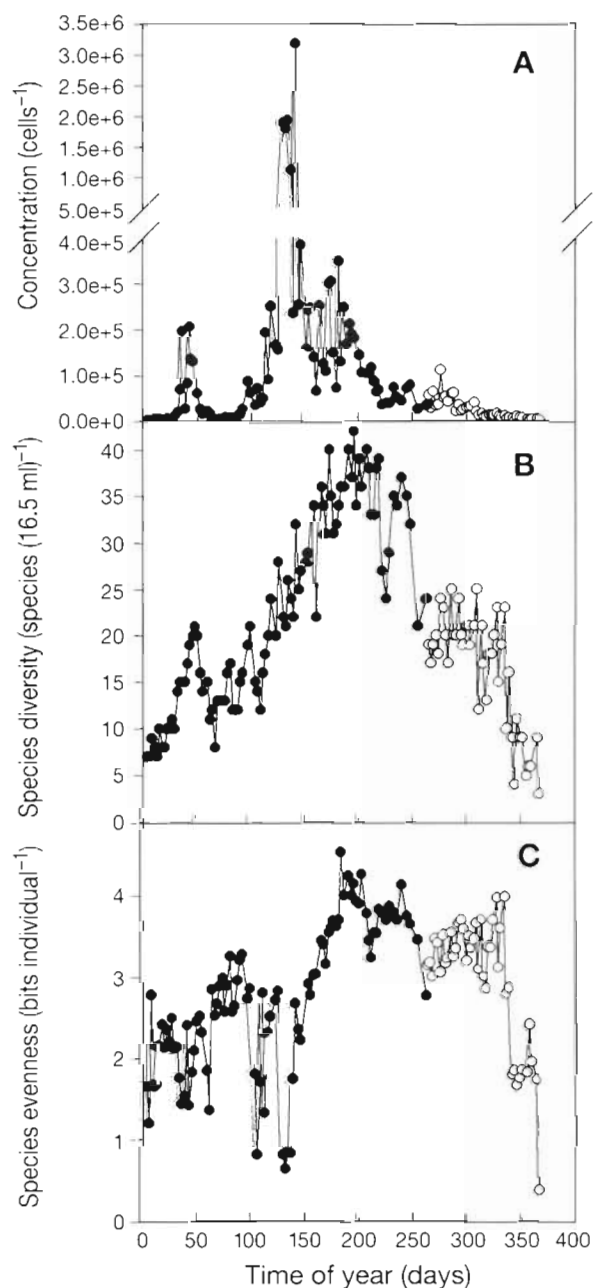 A
Concentration (cells⁻¹)
3.5e+6
3.0e+6
2.5e+6
2.0e+6
1.5e+6
1.0e+6
5.0e+5
4.0e+5
3.0e+5
2.0e+5
1.0e+5
0.0e+0
B
Species diversity (species (16.5 ml)⁻¹)
40
35
30
25
20
15
10
5
0
C
Species evenness (bits individual⁻¹)
4
3
2
1
0
0 50 100 150 200 250 300 350 400
Time of year (days)